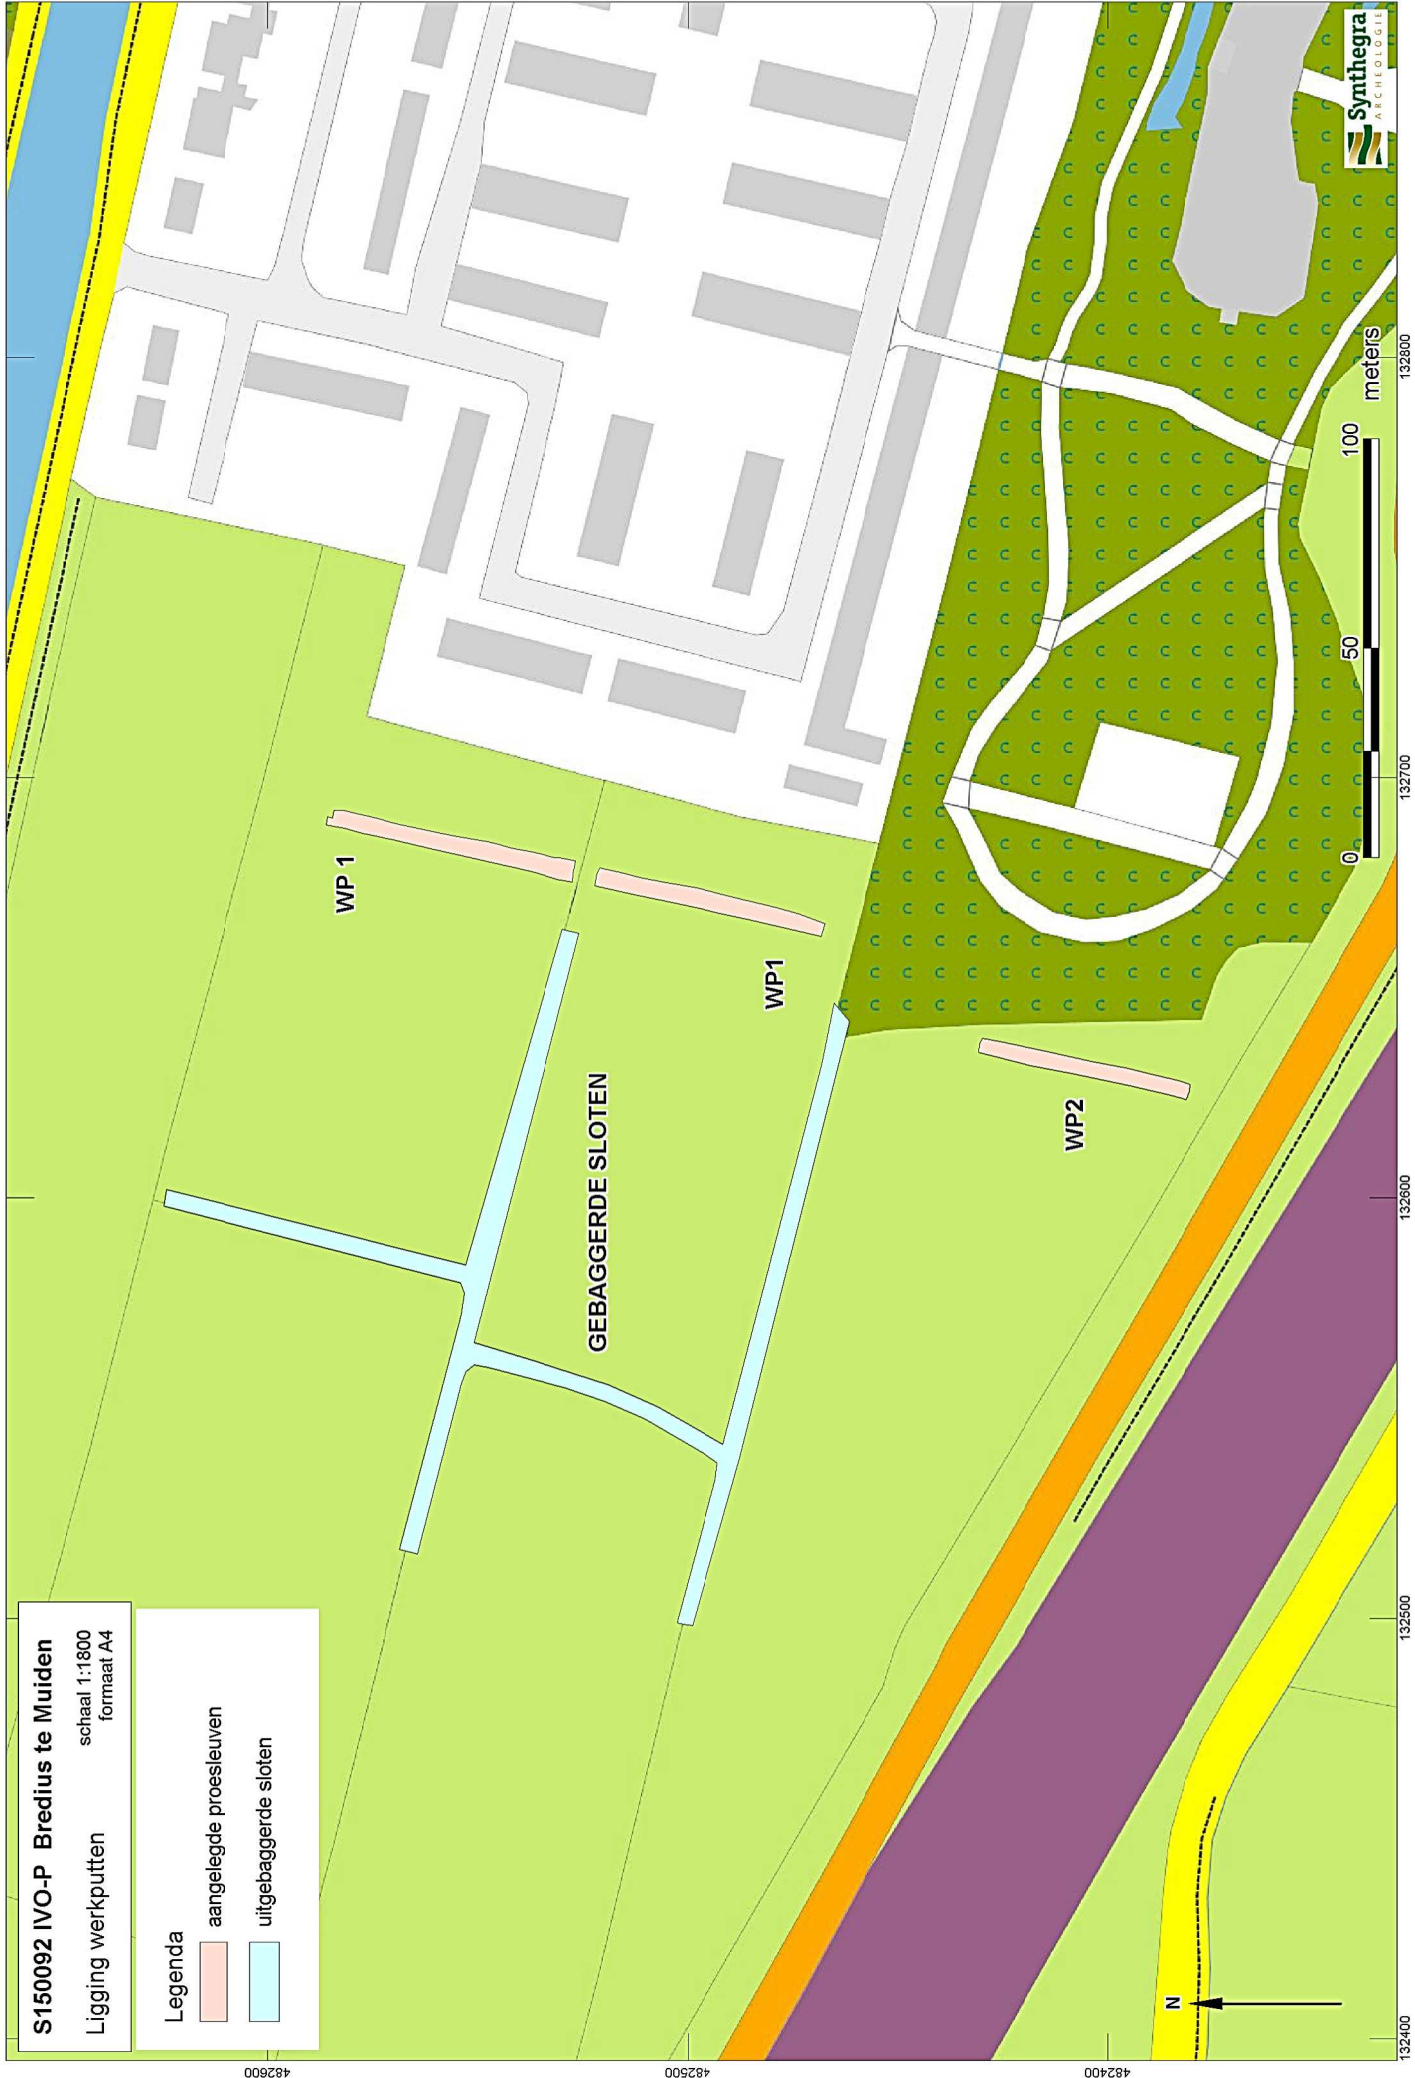 S150092 IVO-P Bredius te Muiden
Ligging werkputten
schaal 1:1800
formaat A4
Legenda
aangelegde proesleuven
uitgebaggerde sloten
WP 1
WP1
GEBAGGERDE SLOTEN
WP2
N
0 50 100
meters
Synthegra
ARCHEOLOGIE
482600
482500
482400
132400
132500
132600
132700
132800